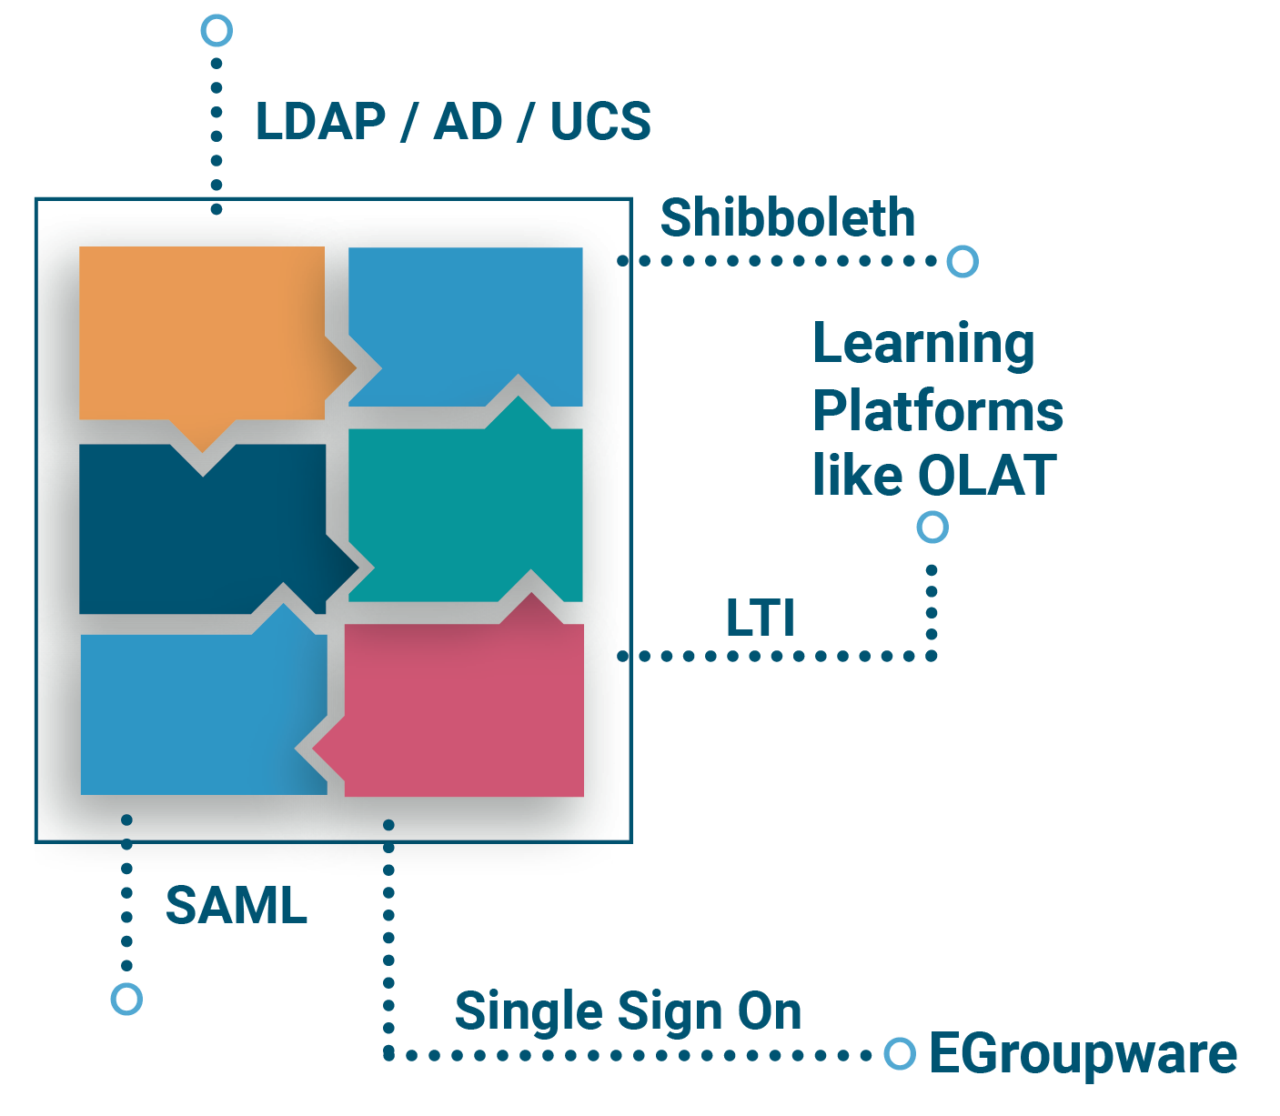 LDAP / AD / UCS
Shibboleth
Learning
Platforms
like OLAT
LTI
SAML
Single Sign On
EGroupware